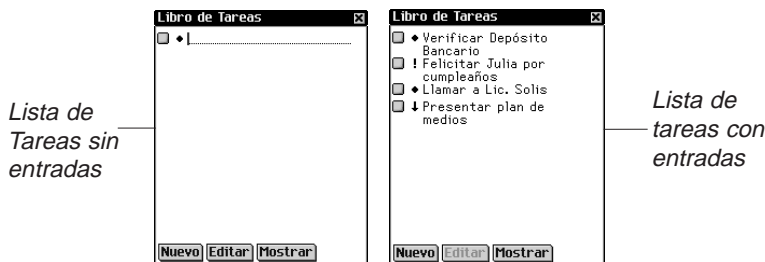 Lista de
Tareas sin
entradas
Libro de Tareas
Nuevo Editar Mostrar
Libro de Tareas
Verificar Depósito
Bancario
! Felicitar Julia por
cumpleaños
Llamar a Lic. Solis
Presentar plan de
medios
Nuevo Editar Mostrar
Lista de
tareas con
entradas